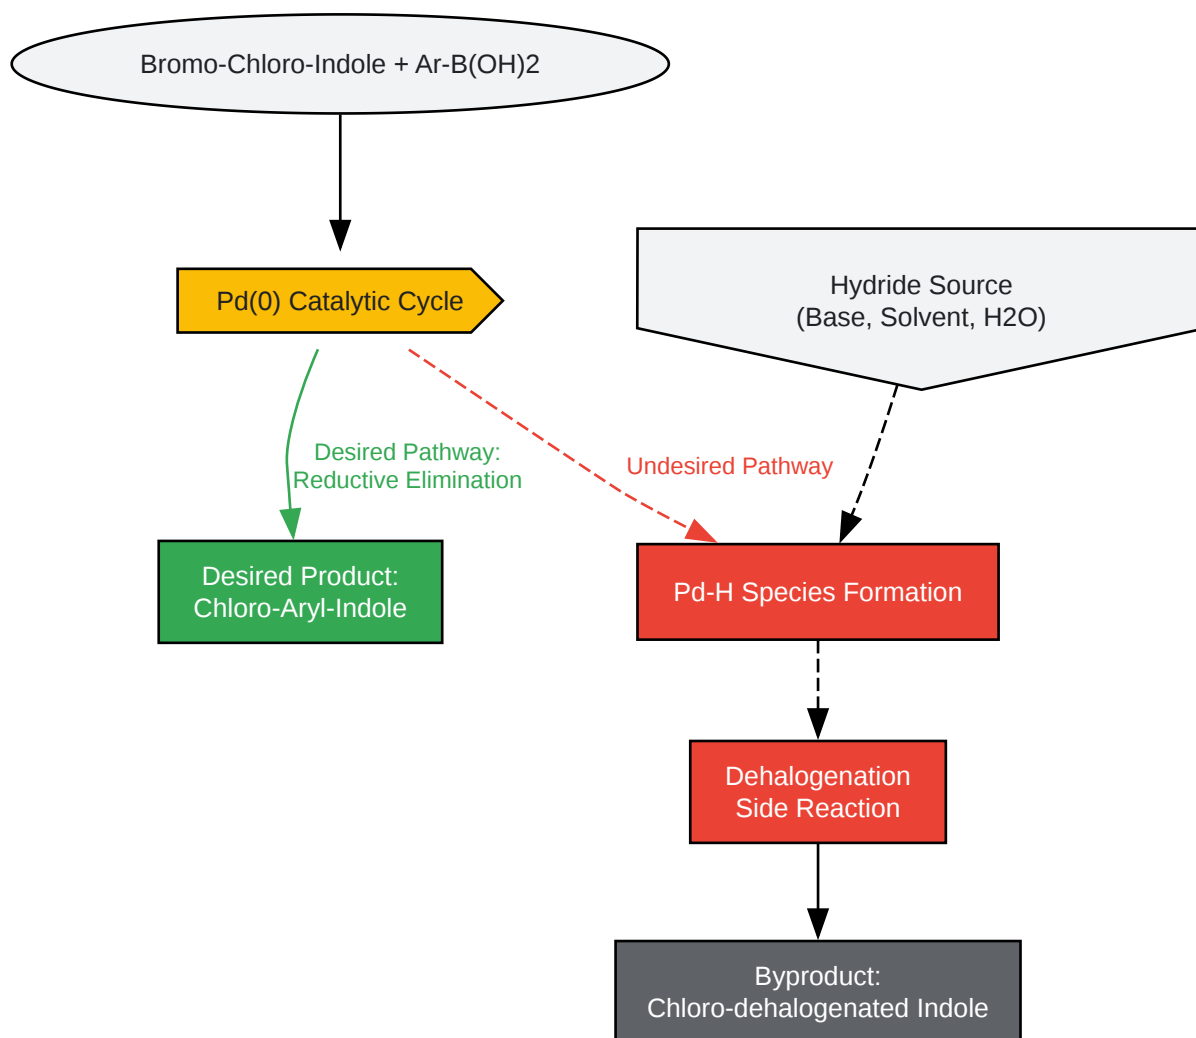 Bromo-Chloro-Indole + Ar-B(OH)2
Pd(0) Catalytic Cycle
Hydride Source
(Base, Solvent, H2O)
Desired Pathway:
Reductive Elimination
Undesired Pathway
Desired Product:
Chloro-Aryl-Indole
Pd-H Species Formation
Dehalogenation
Side Reaction
Byproduct:
Chloro-dehalogenated Indole